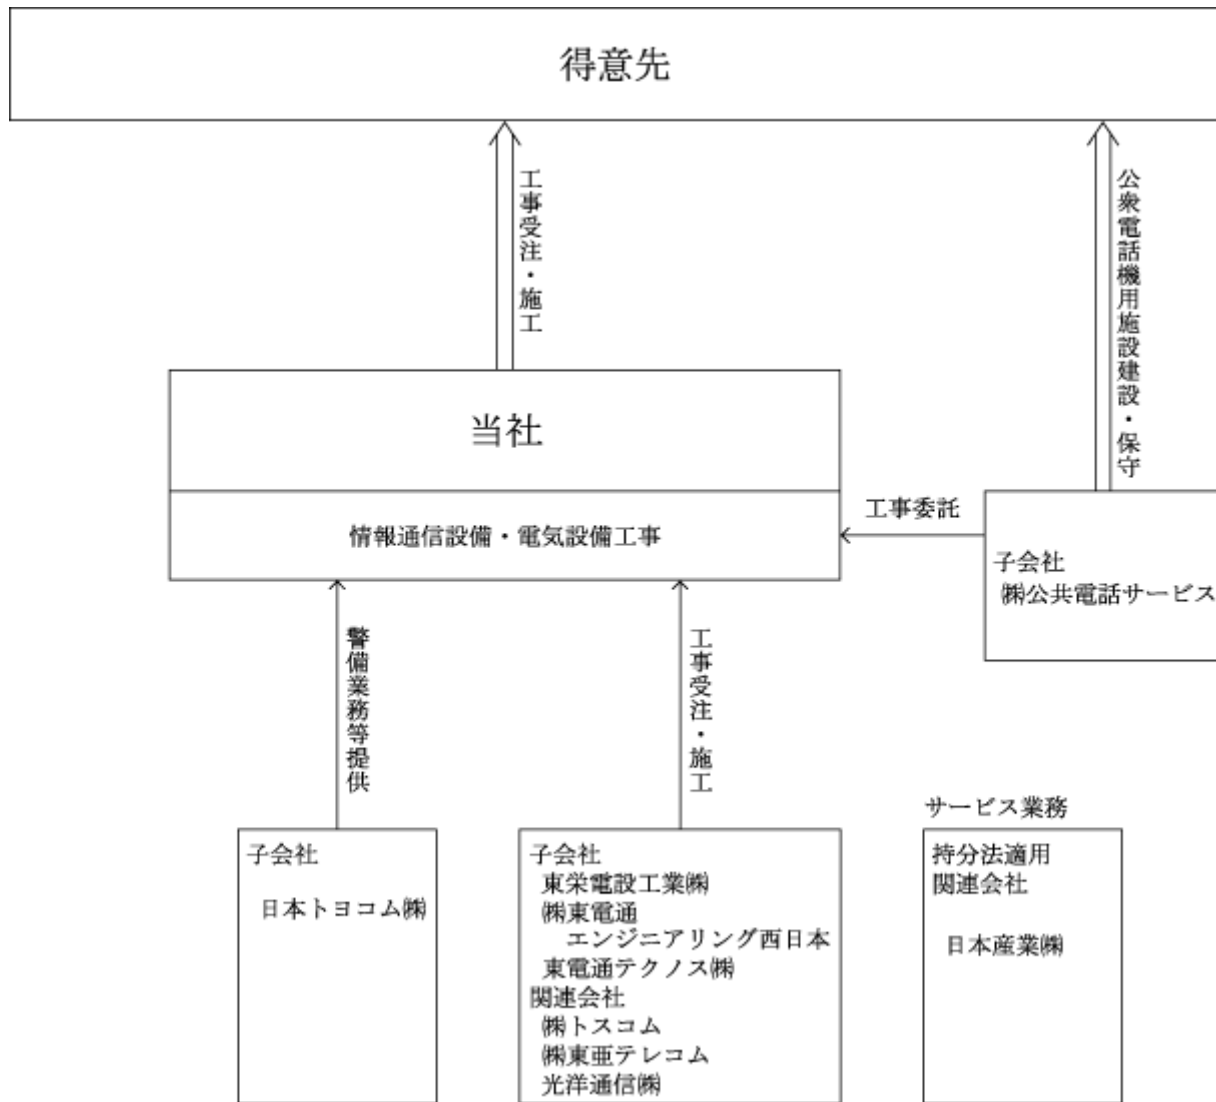 得意先
工事受注・施工
公衆電話機用施設建設・保守
当社
情報通信設備・電気設備工事
工事委託
子会社
㈱公共電話サービス
警備業務等提供
工事受注・施工
子会社
日本トヨコム㈱
子会社
東栄電設工業㈱
㈱東電通
エンジニアリング西日本
東電通テクノス㈱
関連会社
㈱トスコム
㈱東亜テレコム
光洋通信㈱
サービス業務
持分法適用
関連会社
日本産業㈱